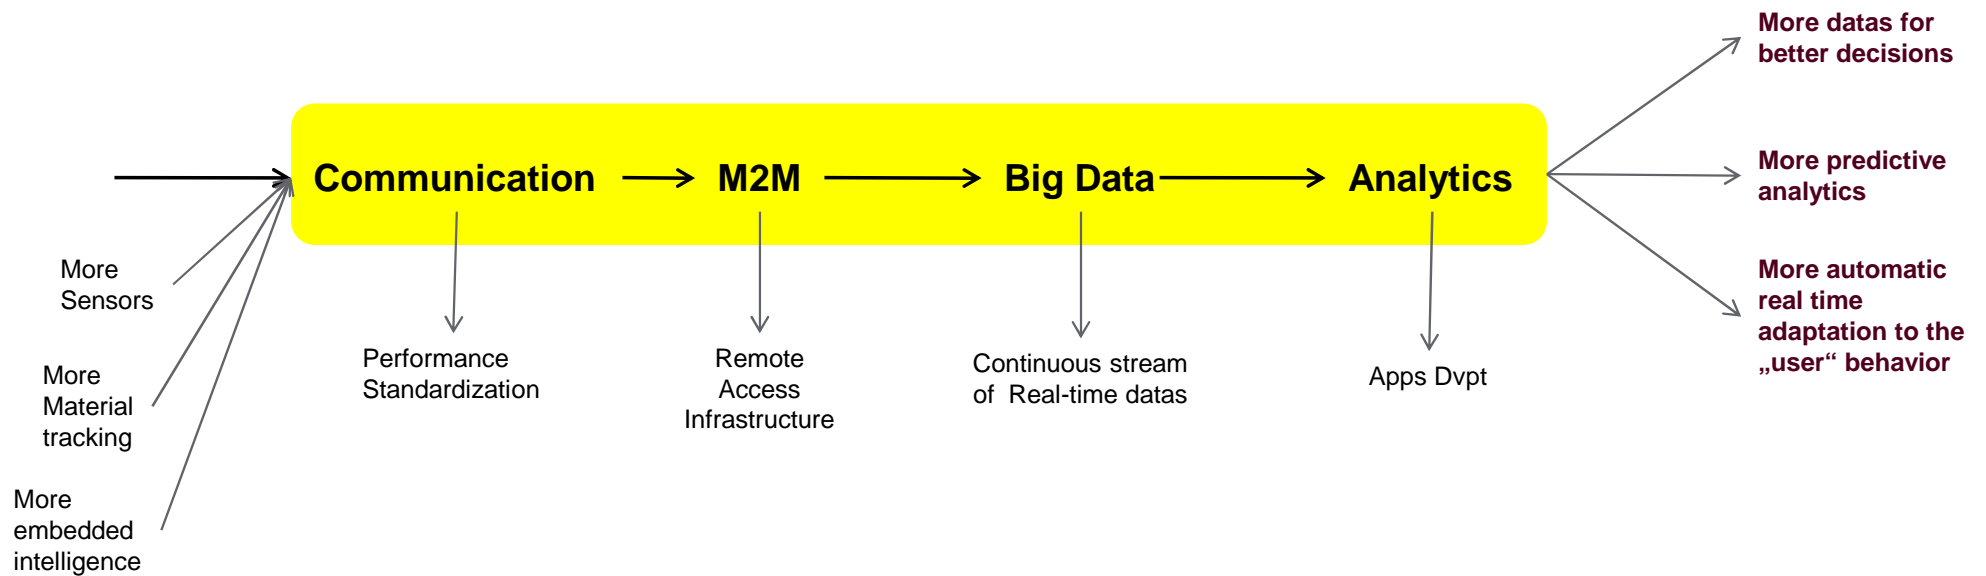 More datas for
better decisions
Communication
M2M
Big Data
Analytics
More predictive
analytics
More
Sensors
More automatic
real time
adaptation to the
„user“ behavior
Performance
Standardization
Remote
Access
Infrastructure
Continuous stream
of  Real-time datas
Apps Dvpt
More
Material
tracking
More
embedded
intelligence